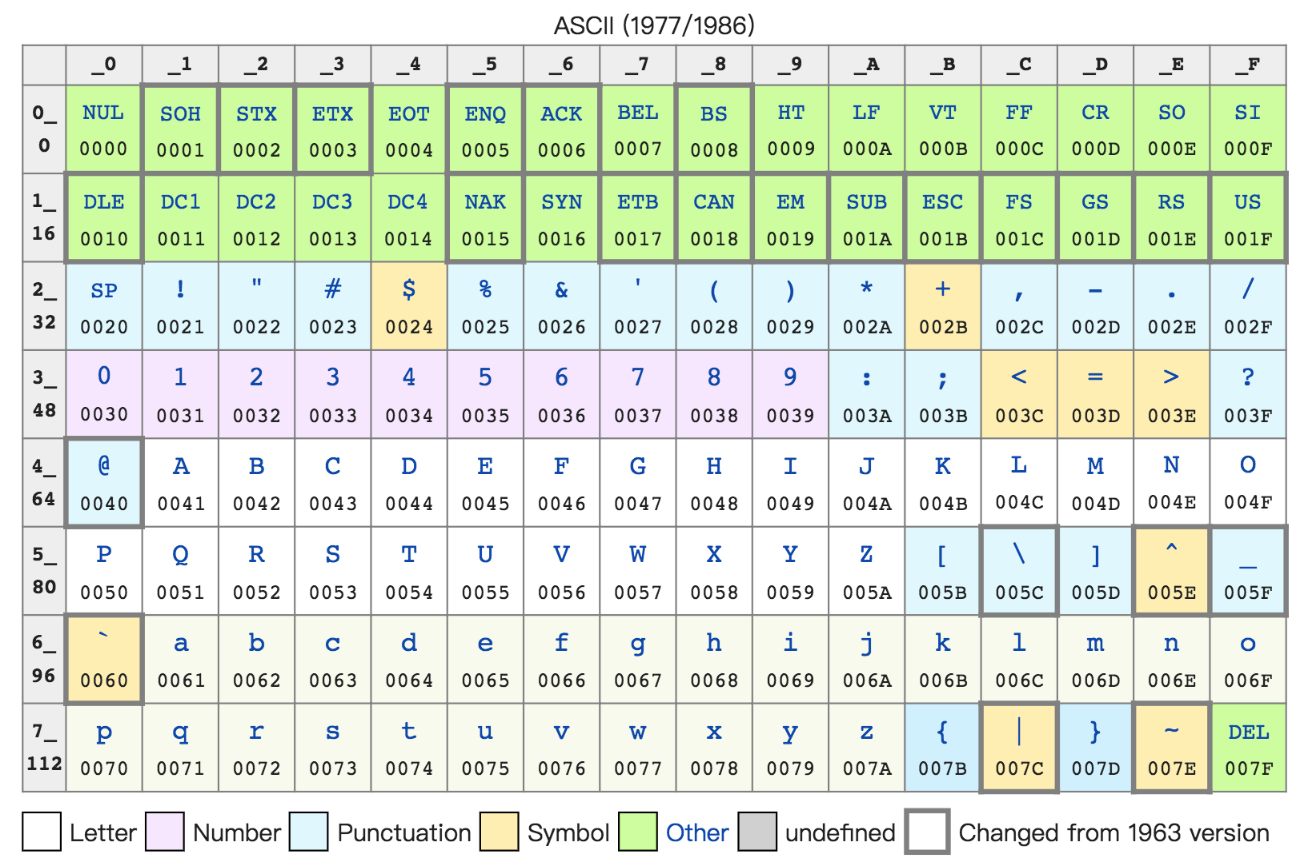 ASCII (1977/1986)
_0 _1 _2 _3 _4 _5 _6 _7 _8 _9 _A _B _C _D _E _F
0_ NUL SOH STX ETX EOT ENQ ACK BEL BS HT LF VT FF CR SO SI
0 0000 0001 0002 0003 0004 0005 0006 0007 0008 0009 000A 000B 000C 000D 000E 000F
1_ DLE DC1 DC2 DC3 DC4 NAK SYN ETB CAN EM SUB ESC FS GS RS US
16 0010 0011 0012 0013 0014 0015 0016 0017 0018 0019 001A 001B 001C 001D 001E 001F
2_ SP ! " # $ % & ' ( ) * + , - . /
32 0020 0021 0022 0023 0024 0025 0026 0027 0028 0029 002A 002B 002C 002D 002E 002F
3_ 0 1 2 3 4 5 6 7 8 9 : ; < = > ?
48 0030 0031 0032 0033 0034 0035 0036 0037 0038 0039 003A 003B 003C 003D 003E 003F
4_ @ A B C D E F G H I J K L M N O
64 0040 0041 0042 0043 0044 0045 0046 0047 0048 0049 004A 004B 004C 004D 004E 004F
5_ P Q R S T U V W X Y Z [ \ ] ^ _
80 0050 0051 0052 0053 0054 0055 0056 0057 0058 0059 005A 005B 005C 005D 005E 005F
6_ ` a b c d e f g h i j k l m n o
96 0060 0061 0062 0063 0064 0065 0066 0067 0068 0069 006A 006B 006C 006D 006E 006F
7_ p q r s t u v w x y z { | } ~ DEL
112 0070 0071 0072 0073 0074 0075 0076 0077 0078 0079 007A 007B 007C 007D 007E 007F
Letter Number Punctuation Symbol Other undefined Changed from 1963 version